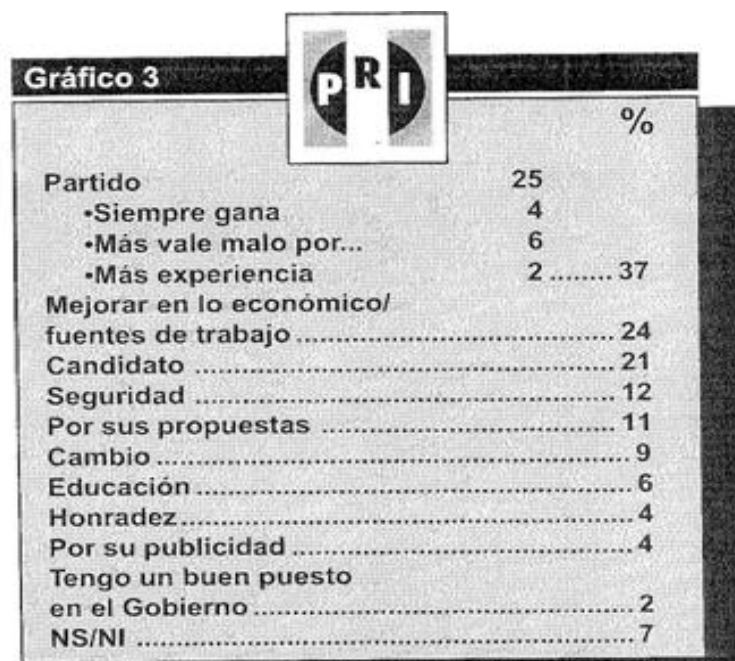 Gráfico 3
PRI
%
Partido 25
•Siempre gana 4
•Más vale malo por... 6
•Más experiencia 2 ........ 37
Mejorar en lo económico/
fuentes de trabajo ........ 24
Candidato ........ 21
Seguridad ........ 12
Por sus propuestas ........ 11
Cambio ........ 9
Educación ........ 6
Honradez ........ 4
Por su publicidad ........ 4
Tengo un buen puesto
en el Gobierno ........ 2
NS/NI ........ 7